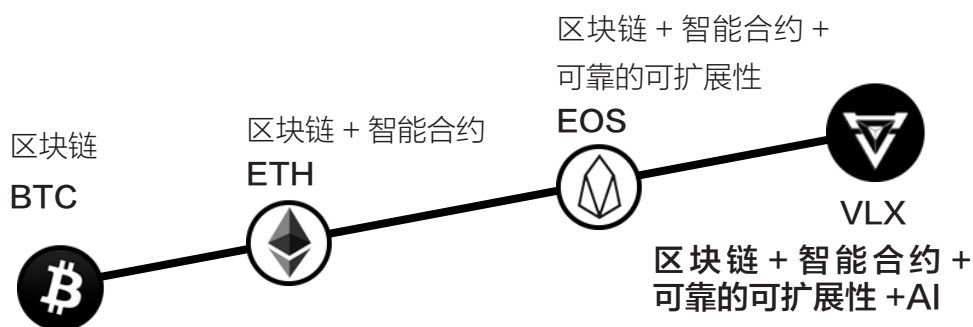 区块链
BTC
区块链 + 智能合约
ETH
区块链 + 智能合约 +
可靠的可扩展性
EOS
VLX
区块链 + 智能合约 +
可靠的可扩展性 +AI